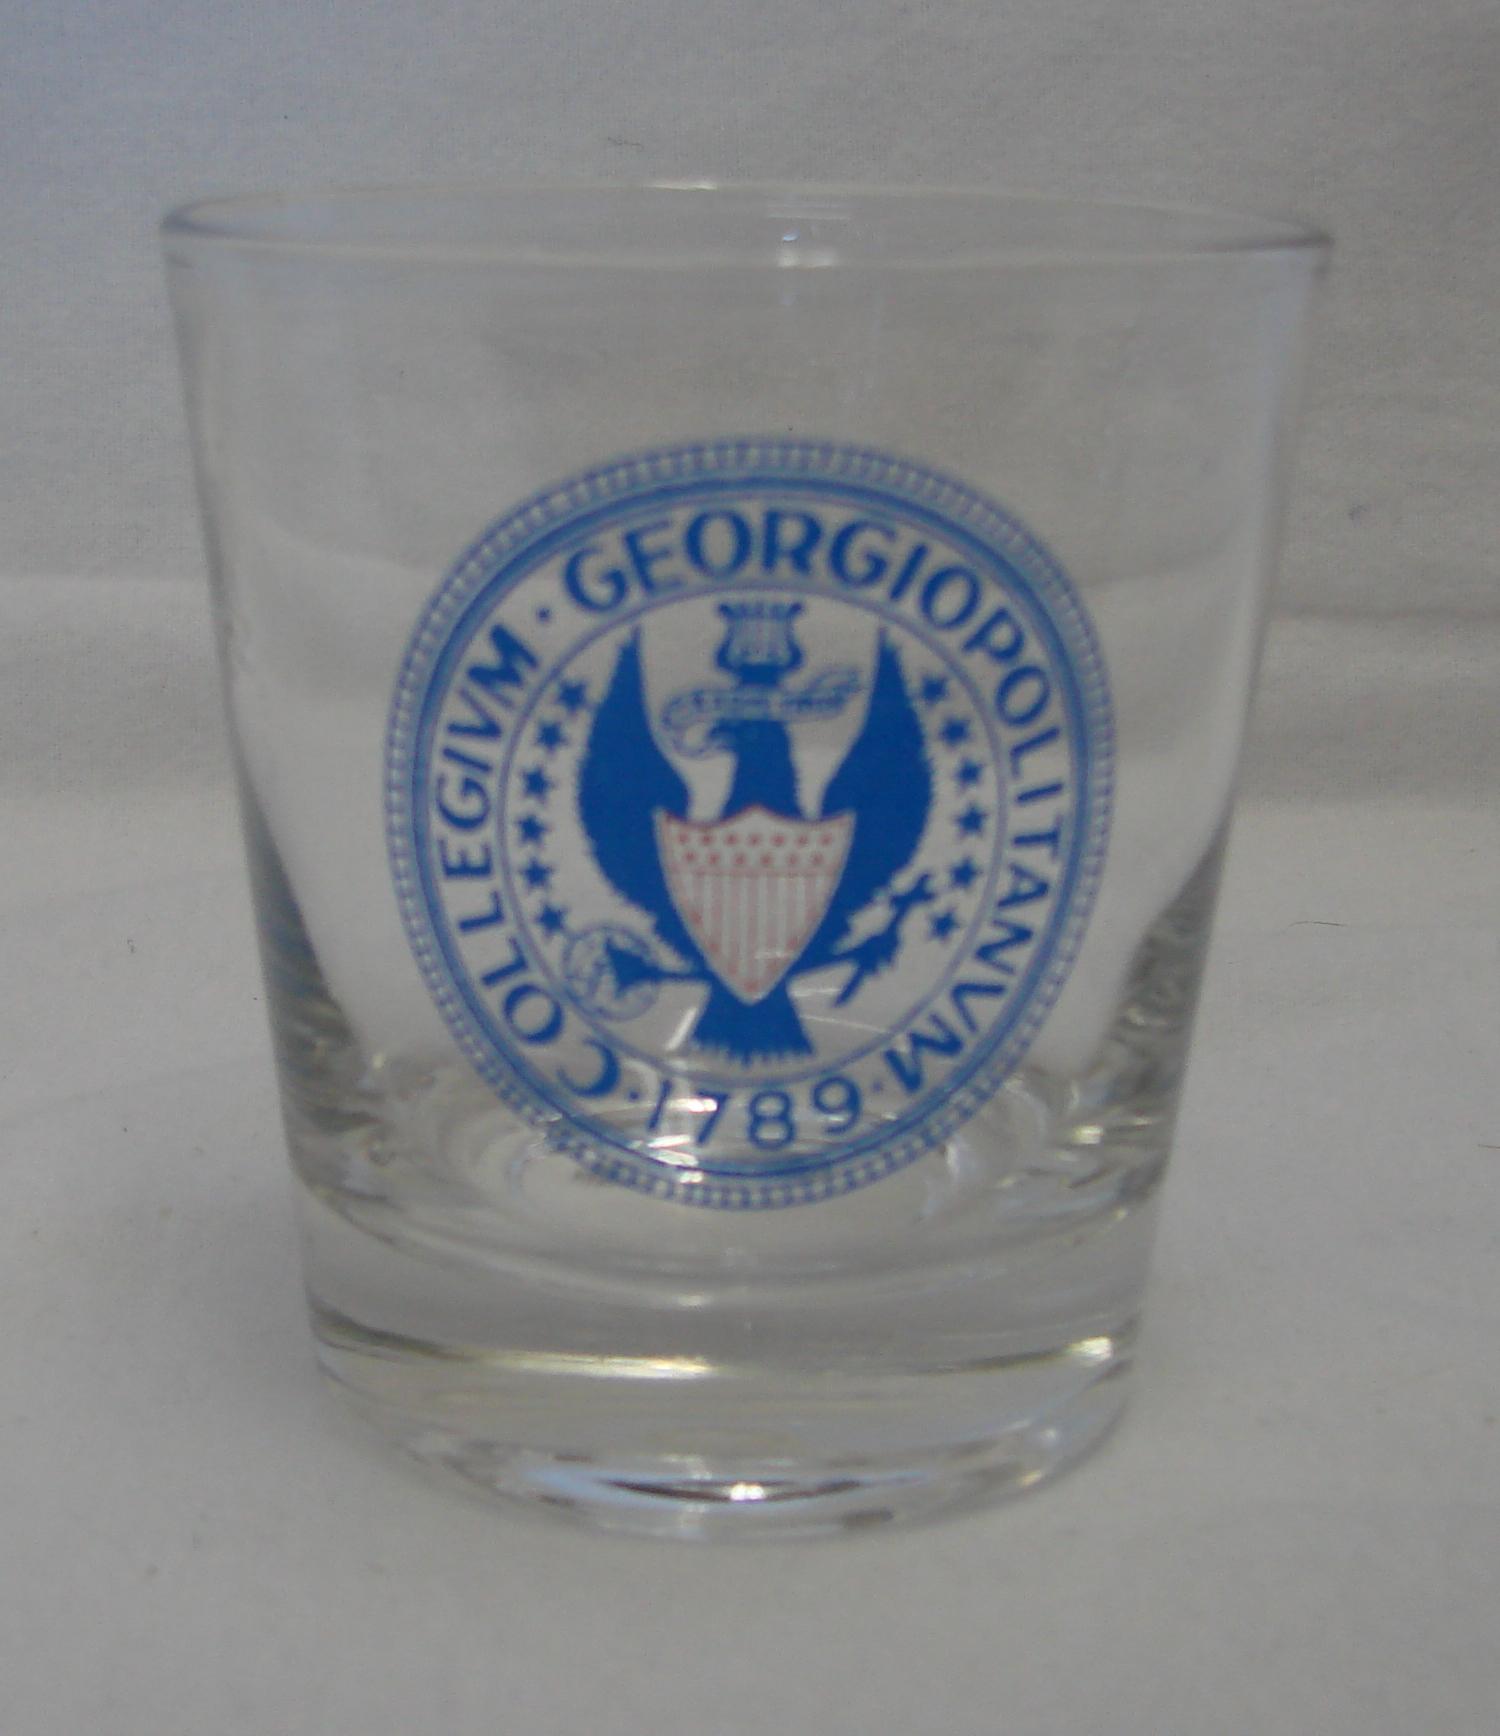 COLLEGIVM · GEORGIOPOLITANVM ·
1789 ·